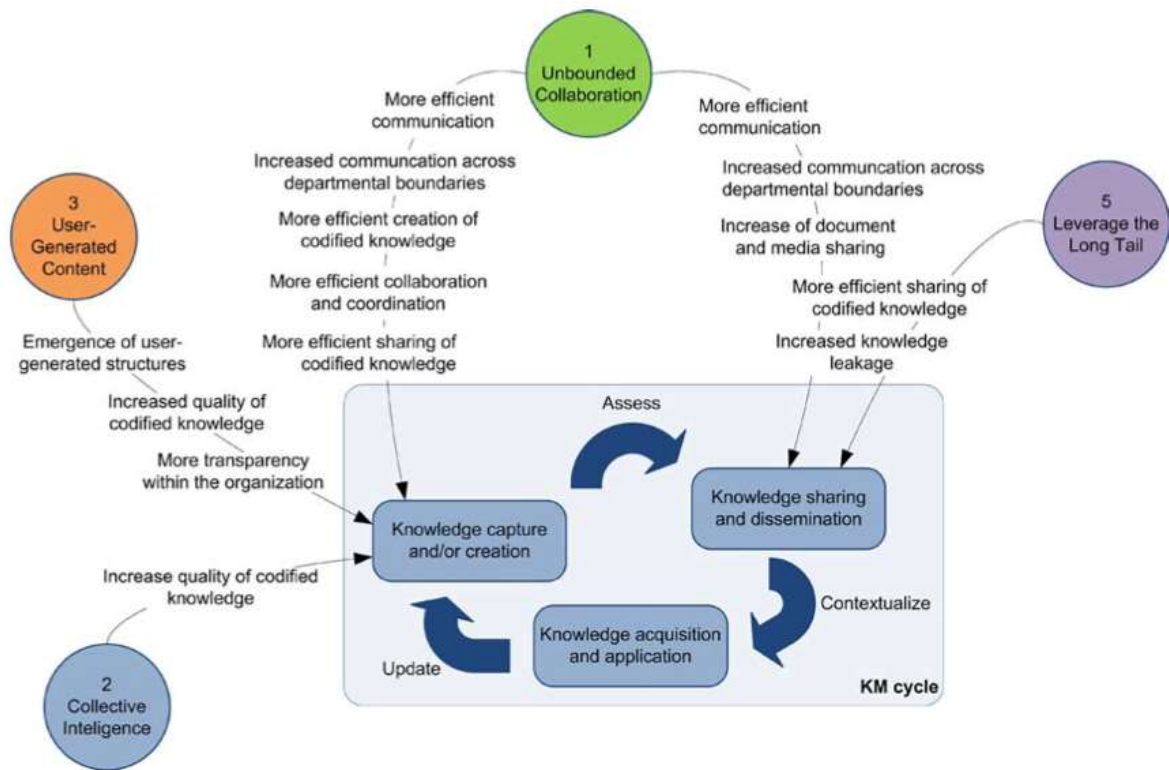 1
Unbounded
Collaboration
More efficient
communication
Increased communcation across
departmental boundaries
More efficient creation of
codified knowledge
More efficient collaboration
and coordination
More efficient sharing of
codified knowledge
More efficient
communication
Increased communcation across
departmental boundaries
Increase of document
and media sharing
More efficient sharing of
codified knowledge
Increased knowledge
leakage
5
Leverage the
Long Tail
3
User-
Generated
Content
Emergence of user-
generated structures
Increased quality of
codified knowledge
More transparency
within the organization
Increase quality of codified
knowledge
2
Collective
Inteligence
Assess
Knowledge capture
and/or creation
Knowledge sharing
and dissemination
Contextualize
Knowledge acquisition
and application
Update
KM cycle